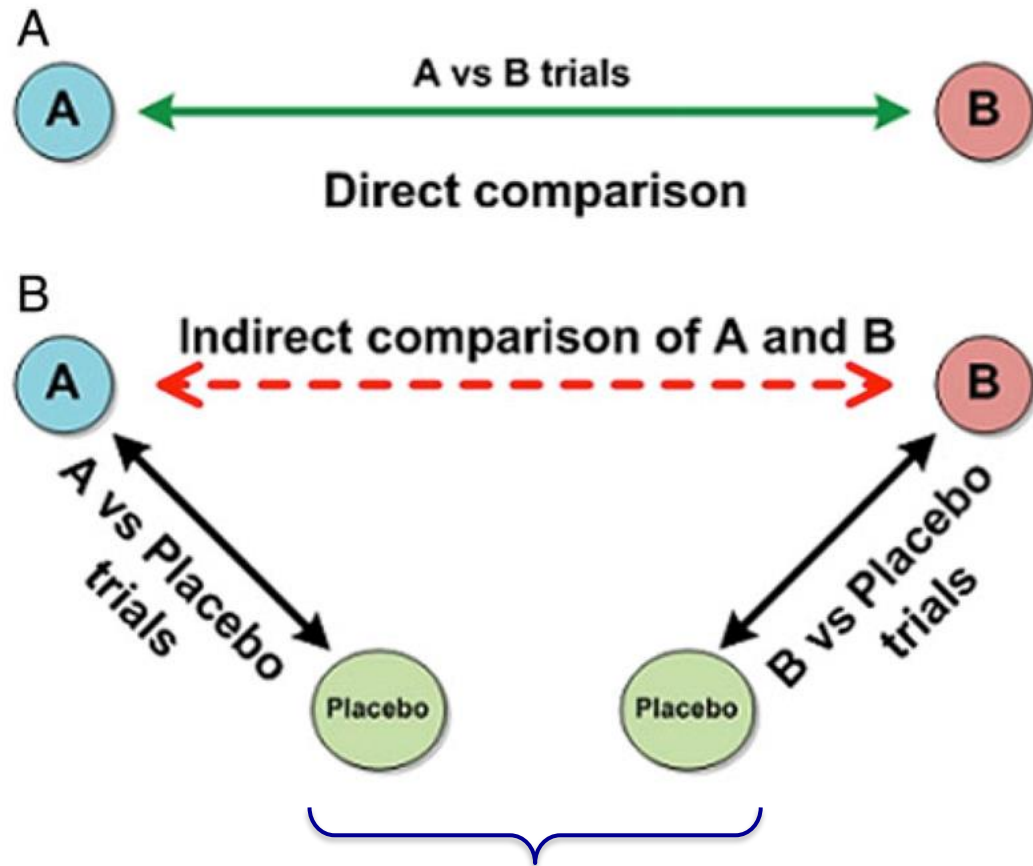 A
A vs B trials
A
B
Direct comparison
B
Indirect comparison of A and B
A
B
A vs Placebo
trials
B vs Placebo
trials
Placebo
Placebo